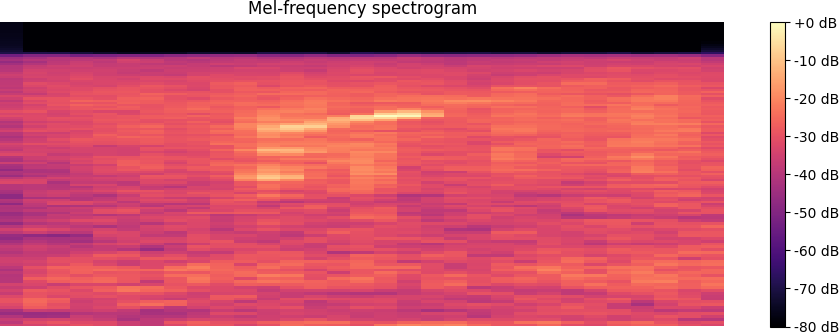 Mel-frequency spectrogram
+0 dB
-10 dB
-20 dB
-30 dB
-40 dB
-50 dB
-60 dB
-70 dB
-80 dB